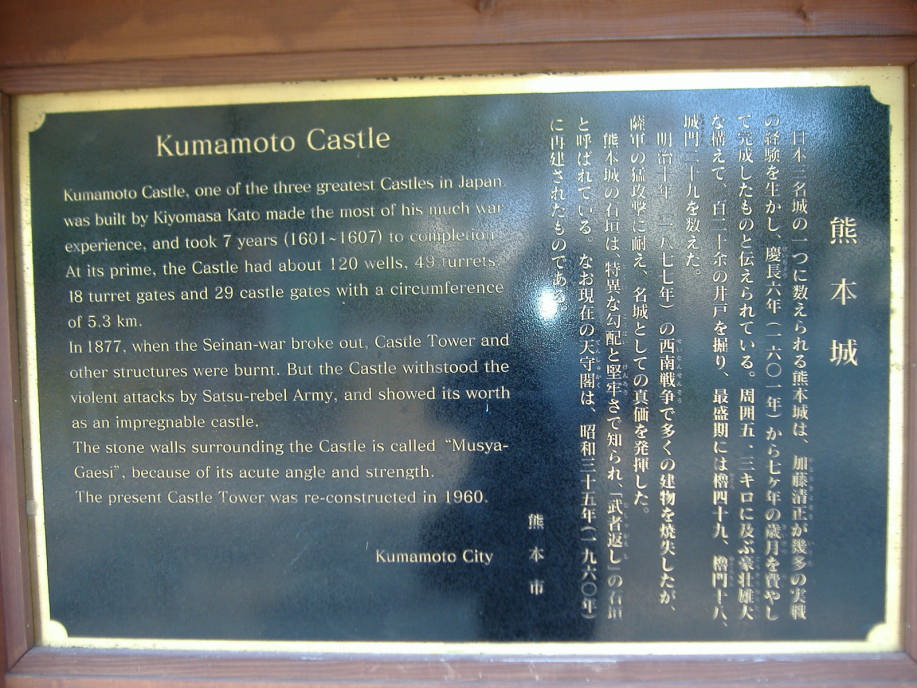 Kumamoto Castle
Kumamoto Castle, one of the three greatest Castles in Japan
was built by Kiyomasa Kato made the most of his much war
experience, and took 7 years (1601~1607) to completion.
At its prime, the Castle had about 120 wells, 49 turrets,
18 turret gates and 29 castle gates with a circumference
of 5.3 km.
In 1877, when the Seinan-war broke out, Castle Tower and
other structures were burnt. But the Castle withstood the
violent attacks by Satsu-rebel Army, and showed its worth
as an impregnable castle.
The stone walls surrounding the Castle is called "Musya-
Gaesi", because of its acute angle and strength.
The present Castle Tower was re-constructed in 1960.
Kumamoto City
熊本城
日本三名城の一つに数えられる熊本城は、加藤清正が幾多の実戦
の経験を生かし、慶長六年(一六〇一年)から七ヶ年の歳月を費やし
て完成したものと伝えられている。周囲五．三キロに及ぶ豪壮雄大
な構えで、百二十余の井戸を掘り、最盛期には櫓四十九、櫓門十八、
城門二十九を数えた。
明治十年(一八七七年)の西南戦争で多くの建物を焼失したが、
薩軍の猛攻撃に耐え、名城としての真価を発揮した。
熊本城の石垣は、特異な勾配と堅牢さで知られ、「武者返し」の石垣
と呼ばれている。なお現在の天守閣は、昭和三十五年(一九六〇年)
に再建されたものである。
熊本市